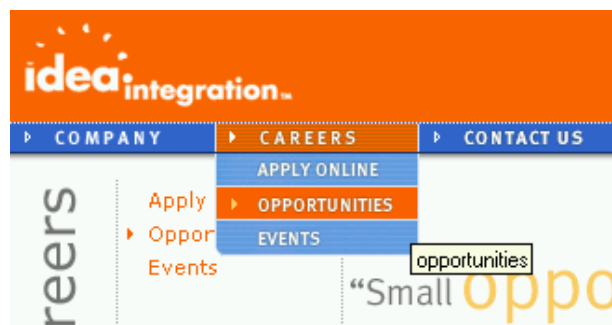 idea integration™
COMPANY CAREERS CONTACT US
APPLY ONLINE
OPPORTUNITIES
EVENTS
reers
Apply
Oppor
Events
opportunities
“Small oppo